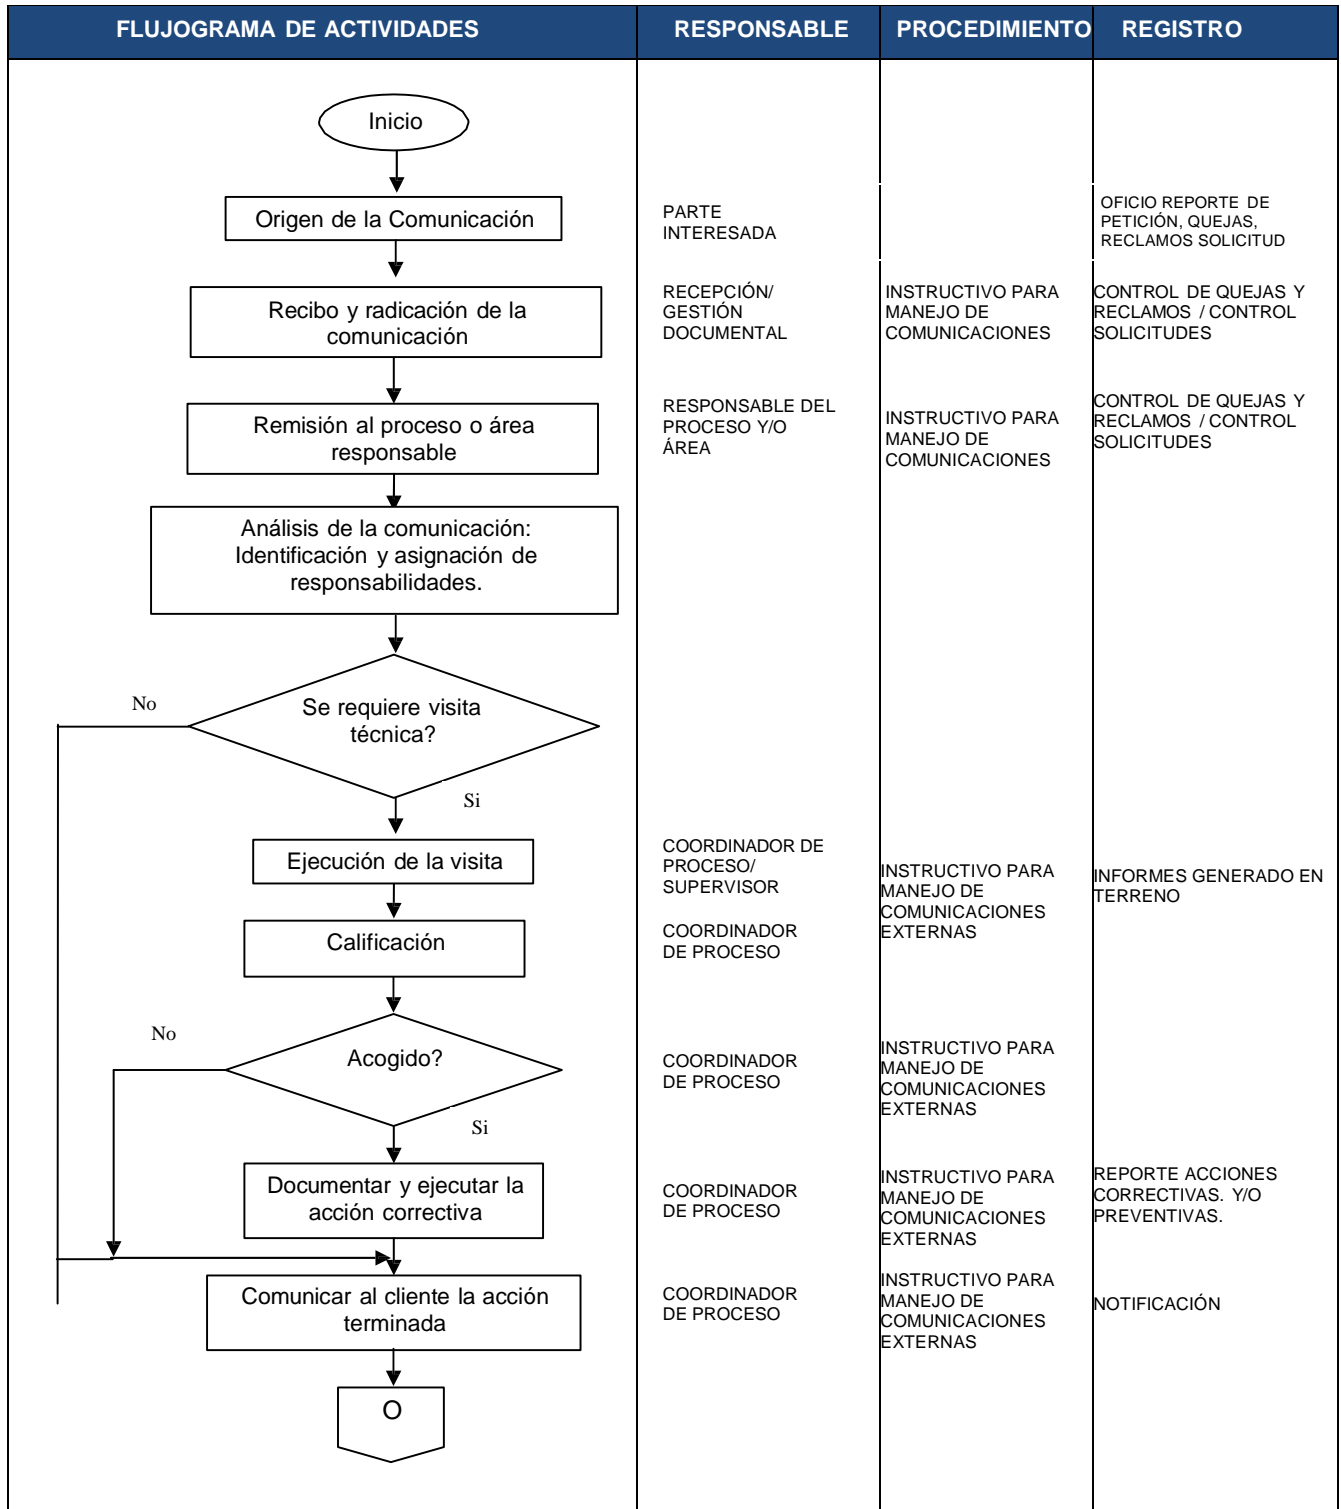 FLUJOGRAMA DE ACTIVIDADES
RESPONSABLE
PROCEDIMIENTO
REGISTRO
Inicio
Origen de la Comunicación
PARTE
INTERESADA
OFICIO REPORTE DE
PETICIÓN, QUEJAS,
RECLAMOS SOLICITUD
Recibo y radicación de la
comunicación
RECEPCIÓN/
GESTIÓN
DOCUMENTAL
INSTRUCTIVO PARA
MANEJO DE
COMUNICACIONES
CONTROL DE QUEJAS Y
RECLAMOS / CONTROL
SOLICITUDES
Remisión al proceso o área
responsable
RESPONSABLE DEL
PROCESO Y/O
ÁREA
INSTRUCTIVO PARA
MANEJO DE
COMUNICACIONES
CONTROL DE QUEJAS Y
RECLAMOS / CONTROL
SOLICITUDES
Análisis de la comunicación:
Identificación y asignación de
responsabilidades.
No
Se requiere visita
técnica?
Si
Ejecución de la visita
COORDINADOR DE
PROCESO/
SUPERVISOR
INSTRUCTIVO PARA
MANEJO DE
COMUNICACIONES
EXTERNAS
INFORMES GENERADO EN
TERRENO
Calificación
COORDINADOR
DE PROCESO
No
Acogido?
Si
COORDINADOR
DE PROCESO
INSTRUCTIVO PARA
MANEJO DE
COMUNICACIONES
EXTERNAS
Documentar y ejecutar la
acción correctiva
COORDINADOR
DE PROCESO
INSTRUCTIVO PARA
MANEJO DE
COMUNICACIONES
EXTERNAS
REPORTE ACCIONES
CORRECTIVAS. Y/O
PREVENTIVAS.
Comunicar al cliente la acción
terminada
COORDINADOR
DE PROCESO
INSTRUCTIVO PARA
MANEJO DE
COMUNICACIONES
EXTERNAS
NOTIFICACIÓN
O